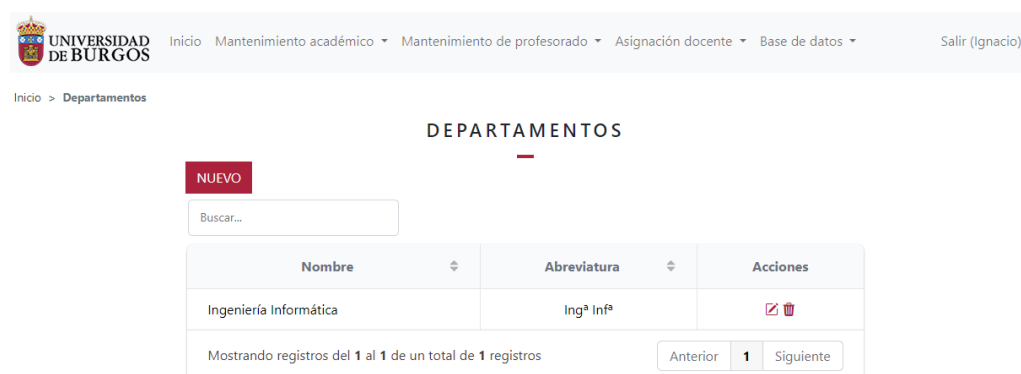 UNIVERSIDAD DE BURGOS
Inicio Mantenimiento académico Mantenimiento de profesorado Asignación docente Base de datos Salir (Ignacio)
Inicio > Departamentos
DEPARTAMENTOS
NUEVO
Buscar...
Nombre Abreviatura Acciones
Ingeniería Informática Ingª Infª
Mostrando registros del 1 al 1 de un total de 1 registros Anterior 1 Siguiente